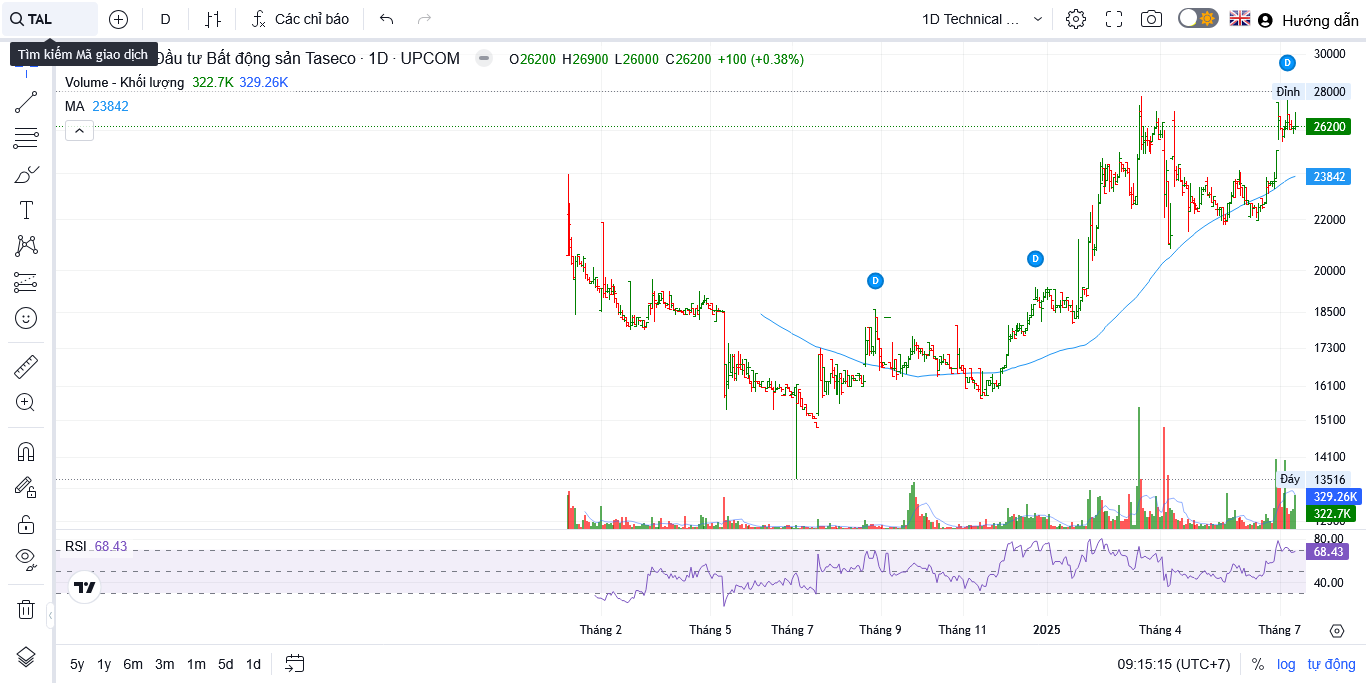 TAL
D
Các chỉ báo
1D Technical ...
Hướng dẫn
Tìm kiếm Mã giao dịch
Đầu tư Bất động sản Taseco · 1D · UPCOM
O26200 H26900 L26000 C26200 +100 (+0.38%)
Volume - Khối lượng 322.7K 329.26K
MA 23842
30000
D
Đỉnh 28000
26200
23842
22000
D
D
20000
18500
17300
16100
15100
14100
Đáy 13516
329.26K
322.7K
RSI 68.43
80.00
68.43
40.00
Tháng 2
Tháng 5
Tháng 7
Tháng 9
Tháng 11
2025
Tháng 4
Tháng 7
5y 1y 6m 3m 1m 5d 1d
09:15:15 (UTC+7)
% log tự động